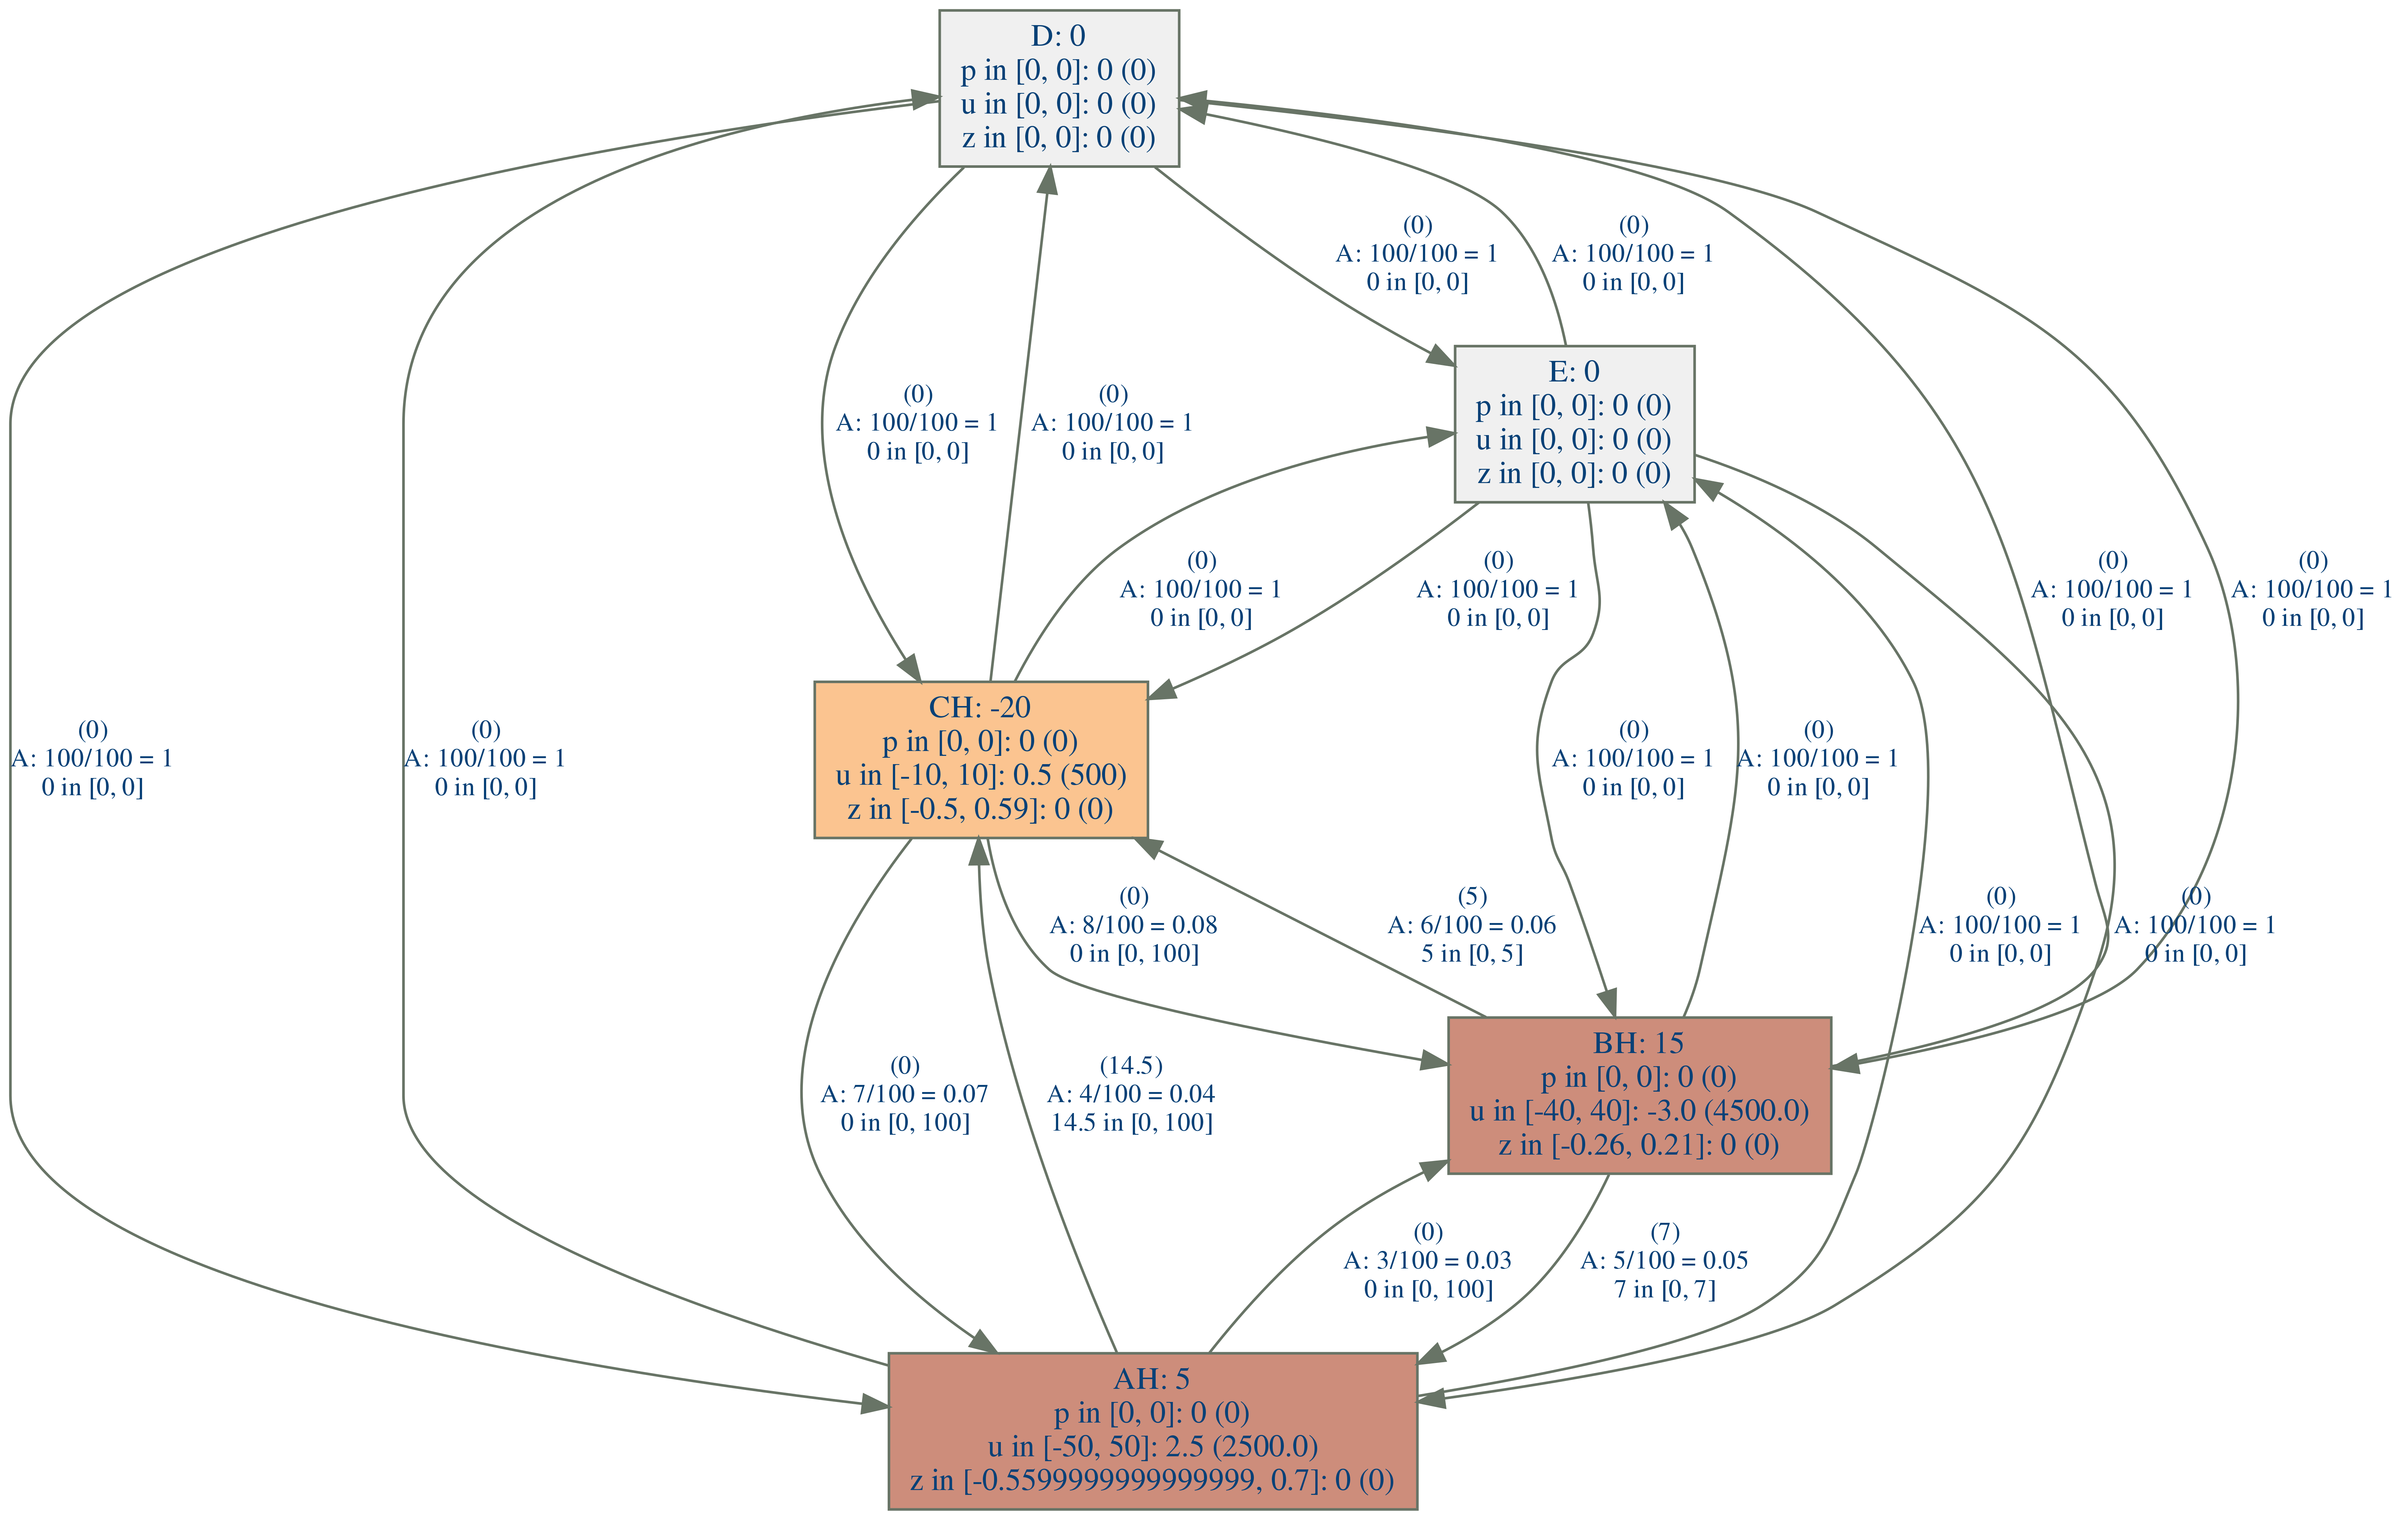 D: 0
p in [0, 0]: 0 (0)
u in [0, 0]: 0 (0)
z in [0, 0]: 0 (0)
(0)
A: 100/100 = 1
0 in [0, 0]
(0)
A: 100/100 = 1
0 in [0, 0]
E: 0
p in [0, 0]: 0 (0)
u in [0, 0]: 0 (0)
z in [0, 0]: 0 (0)
(0)
A: 100/100 = 1
0 in [0, 0]
(0)
A: 100/100 = 1
0 in [0, 0]
(0)
A: 100/100 = 1
0 in [0, 0]
(0)
A: 100/100 = 1
0 in [0, 0]
(0)
A: 100/100 = 1
0 in [0, 0]
(0)
A: 100/100 = 1
0 in [0, 0]
(0)
A: 100/100 = 1
0 in [0, 0]
(0)
A: 100/100 = 1
0 in [0, 0]
CH: -20
p in [0, 0]: 0 (0)
u in [-10, 10]: 0.5 (500)
z in [-0.5, 0.59]: 0 (0)
(0)
A: 100/100 = 1
0 in [0, 0]
(0)
A: 100/100 = 1
0 in [0, 0]
(0)
A: 8/100 = 0.08
0 in [0, 100]
(5)
A: 6/100 = 0.06
5 in [0, 5]
(0)
A: 100/100 = 1
0 in [0, 0]
(0)
A: 100/100 = 1
0 in [0, 0]
(0)
A: 7/100 = 0.07
0 in [0, 100]
(14.5)
A: 4/100 = 0.04
14.5 in [0, 100]
BH: 15
p in [0, 0]: 0 (0)
u in [-40, 40]: -3.0 (4500.0)
z in [-0.26, 0.21]: 0 (0)
(0)
A: 3/100 = 0.03
0 in [0, 100]
(7)
A: 5/100 = 0.05
7 in [0, 7]
AH: 5
p in [0, 0]: 0 (0)
u in [-50, 50]: 2.5 (2500.0)
z in [-0.5599999999999999, 0.7]: 0 (0)